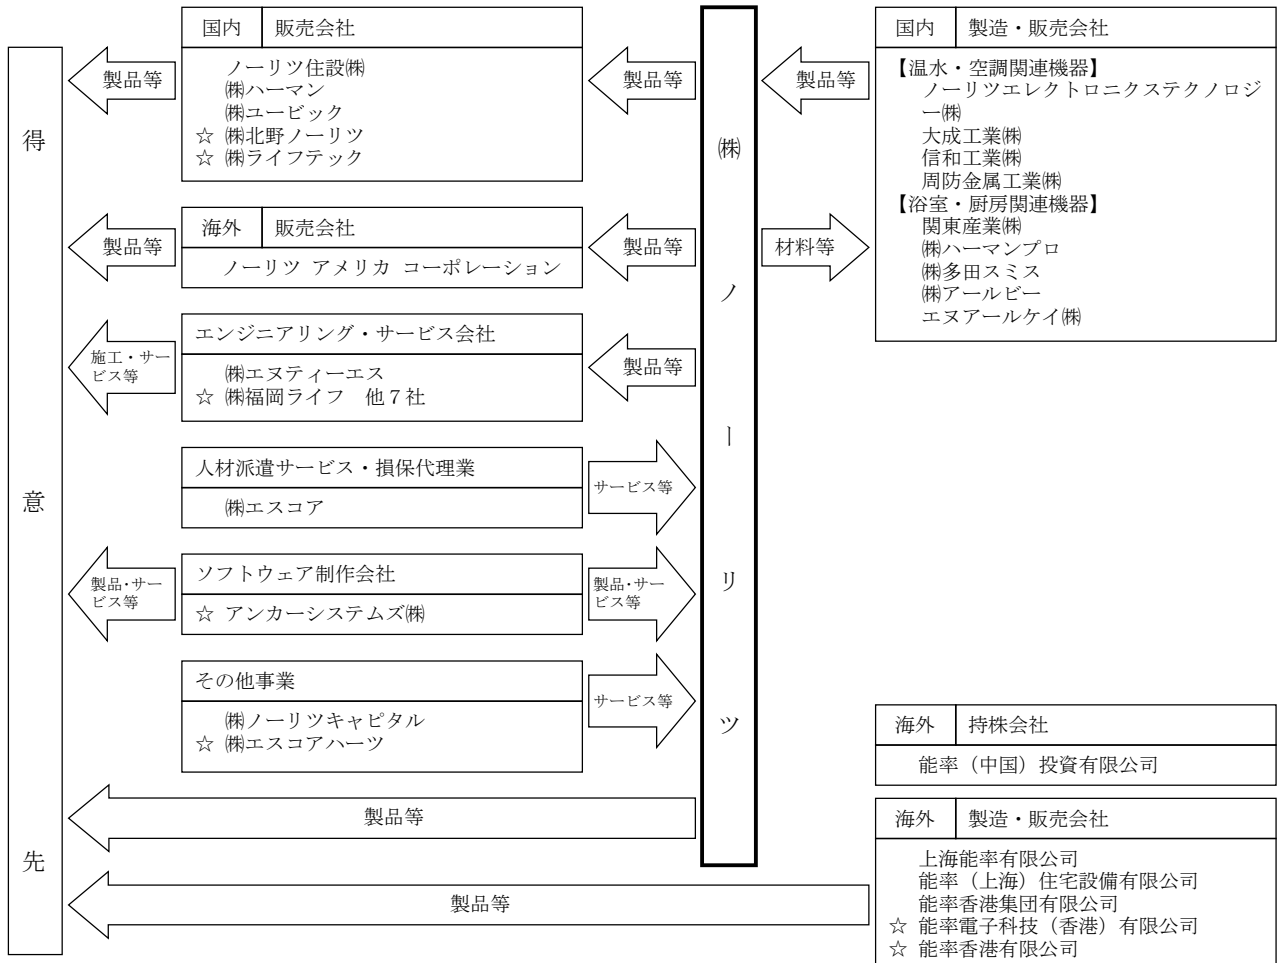 得
意
先
国内 販売会社
ノーリツ住設㈱
㈱ハーマン
㈱ユービック
☆ ㈱北野ノーリツ
☆ ㈱ライフテック
製品等
製品等
海外 販売会社
ノーリツ アメリカ コーポレーション
製品等
製品等
エンジニアリング・サービス会社
㈱エヌティーエス
☆ ㈱福岡ライフ 他７社
施工・サー
ビス等
製品等
人材派遣サービス・損保代理業
㈱エスコア
サービス等
ソフトウェア制作会社
☆ アンカーシステムズ㈱
製品・サー
ビス等
製品・サー
ビス等
その他事業
㈱ノーリツキャピタル
☆ ㈱エスコアハーツ
サービス等
製品等
製品等
㈱
ノ
ー
リ
ツ
製品等
材料等
国内 製造・販売会社
【温水・空調関連機器】
ノーリツエレクトロニクステクノロジ
ー㈱
大成工業㈱
信和工業㈱
周防金属工業㈱
【浴室・厨房関連機器】
関東産業㈱
㈱ハーマンプロ
㈱多田スミス
㈱アールビー
エヌアールケイ㈱
海外 持株会社
能率（中国）投資有限公司
海外 製造・販売会社
上海能率有限公司
能率（上海）住宅設備有限公司
能率香港集団有限公司
☆ 能率電子科技（香港）有限公司
☆ 能率香港有限公司